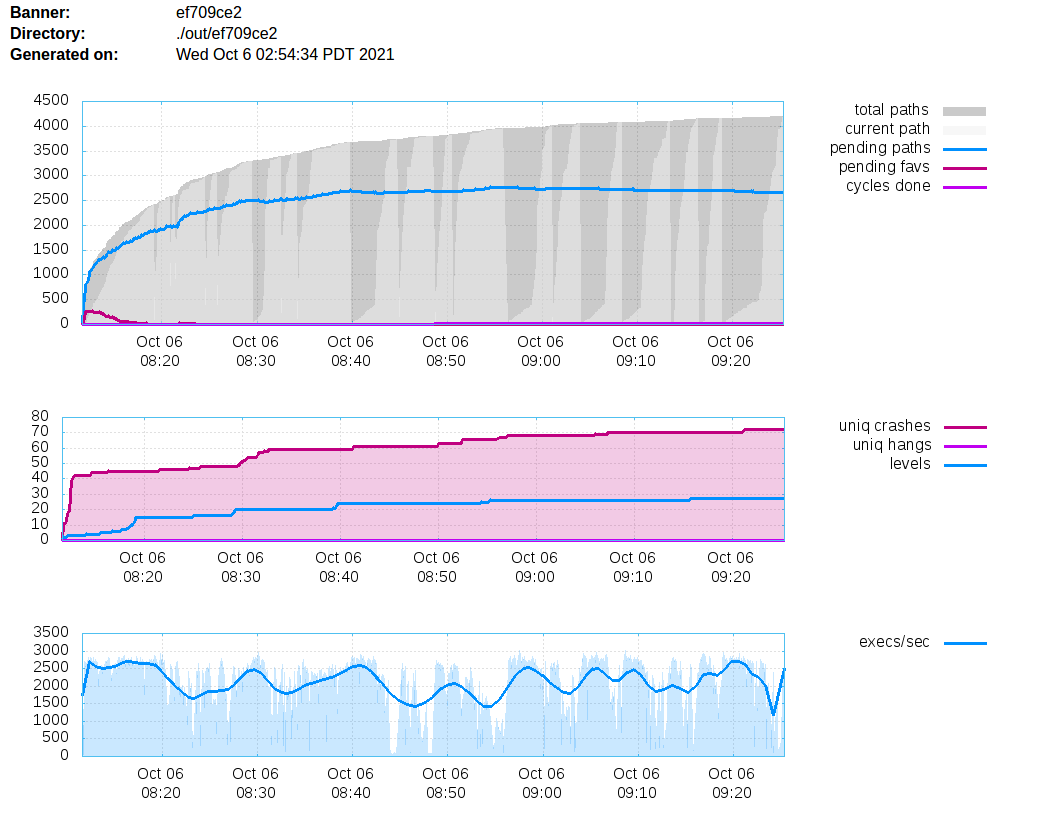 Banner: ef709ce2
Directory: ./out/ef709ce2
Generated on: Wed Oct 6 02:54:34 PDT 2021
4500
4000
3500
3000
2500
2000
1500
1000
500
0
Oct 06 Oct 06 Oct 06 Oct 06 Oct 06 Oct 06 Oct 06
08:20 08:30 08:40 08:50 09:00 09:10 09:20
total paths
current path
pending paths
pending favs
cycles done
80
70
60
50
40
30
20
10
0
Oct 06 Oct 06 Oct 06 Oct 06 Oct 06 Oct 06 Oct 06
08:20 08:30 08:40 08:50 09:00 09:10 09:20
uniq crashes
uniq hangs
levels
3500
3000
2500
2000
1500
1000
500
0
Oct 06 Oct 06 Oct 06 Oct 06 Oct 06 Oct 06 Oct 06
08:20 08:30 08:40 08:50 09:00 09:10 09:20
execs/sec